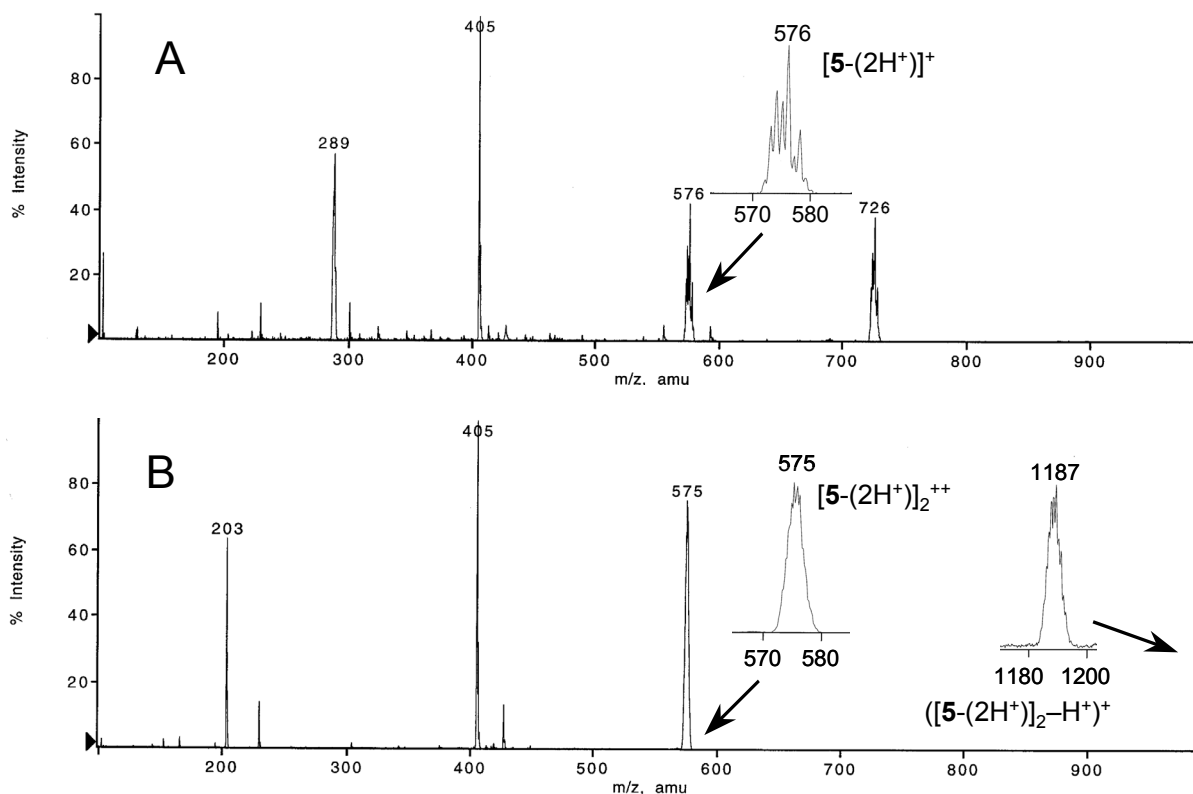 A
405
576
[5-(2H+)]+
80
60
289
% Intensity
40
576
570 580
726
20
200 300 400 500 600 700 800 900
m/z. amu
B
405
575
1187
80
575
[5-(2H+)]2++
203
60
% Intensity
40
570 580
1180 1200
20
([5-(2H+)]2–H+)+
200 300 400 500 600 700 800 900
m/z, amu